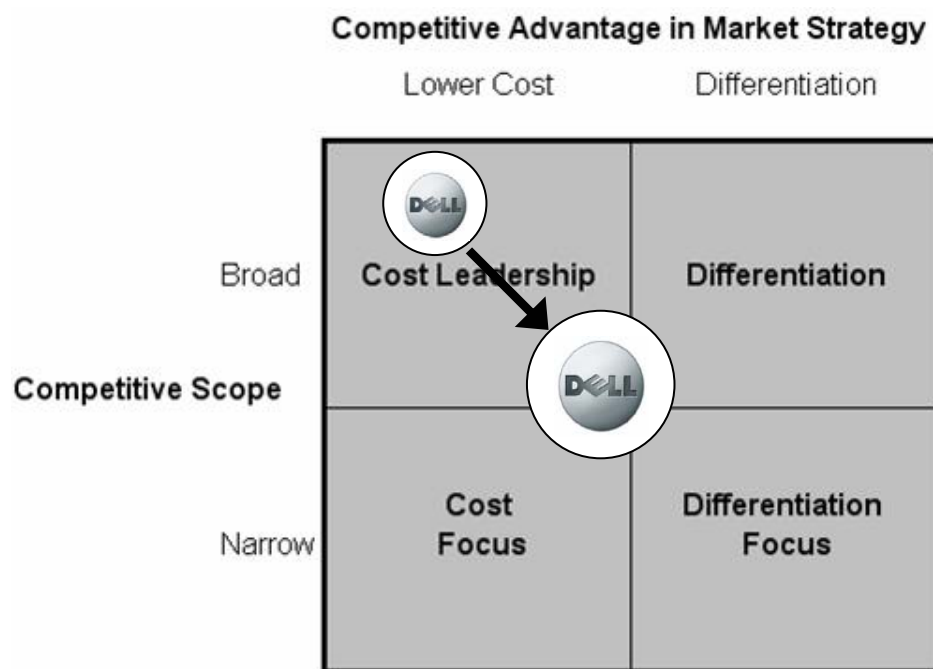 Competitive Advantage in Market Strategy
Lower Cost
Differentiation
DELL
Broad
Cost Leadership
Differentiation
DELL
Competitive Scope
Narrow
Cost
Focus
Differentiation
Focus